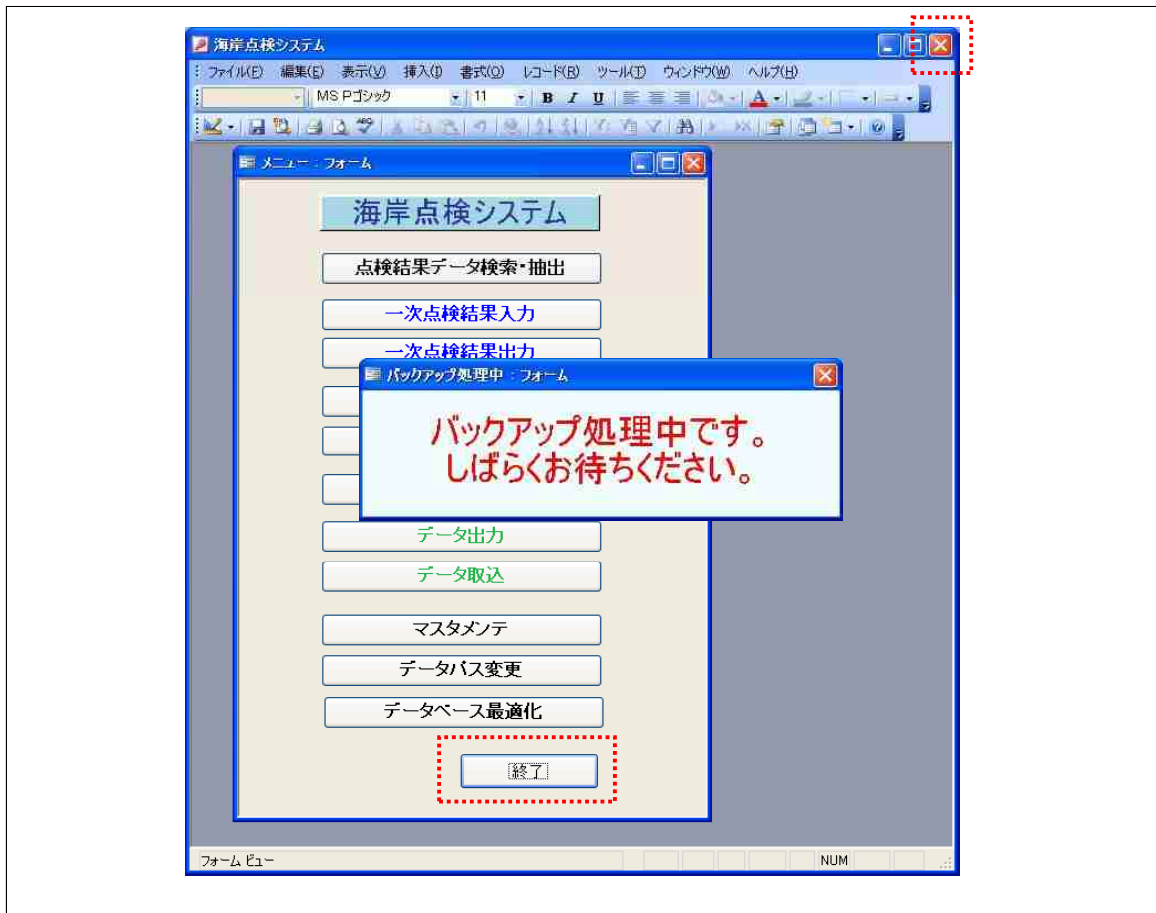 海岸点検システム
ファイル(F) 編集(E) 表示(V) 挿入(I) 書式(O) レコード(R) ツール(T) ウィンドウ(W) ヘルプ(H)
MS Pゴシック 11 B I U A
メニュー : フォーム
海岸点検システム
点検結果データ検索・抽出
一次点検結果入力
一次点検結果出力
バックアップ処理中 : フォーム
バックアップ処理中です。
しばらくお待ちください。
データ出力
データ取込
マスタメンテ
データパス変更
データベース最適化
終了
フォーム ビュー NUM